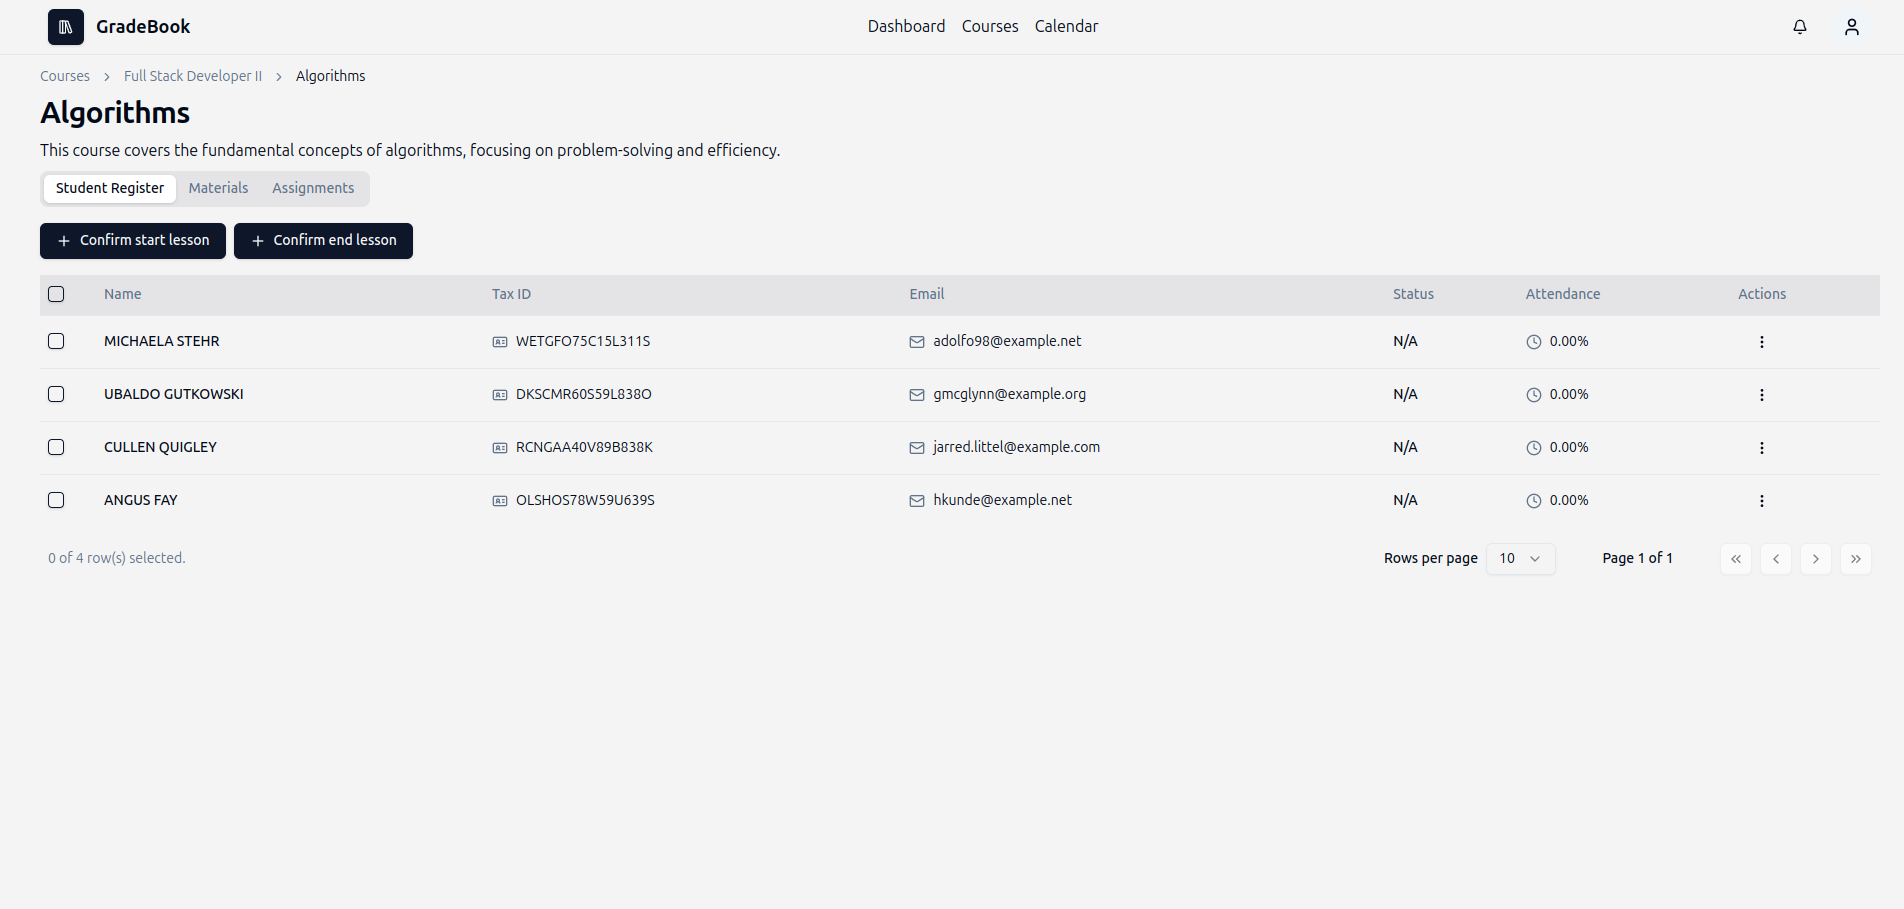 GradeBook Dashboard Courses Calendar
Courses Full Stack Developer II Algorithms
Algorithms
This course covers the fundamental concepts of algorithms, focusing on problem-solving and efficiency.
Student Register Materials Assignments
Confirm start lesson Confirm end lesson
Name Tax ID Email Status Attendance Actions
MICHAELA STEHR WETGFO75C15L311S adolfo98@example.net N/A 0.00%
UBALDO GUTKOWSKI DKSCMR60S59L838O gmcglynn@example.org N/A 0.00%
CULLEN QUIGLEY RCNGAA40V89B838K jarred.littel@example.com N/A 0.00%
ANGUS FAY OLSHOS78W59U639S hkunde@example.net N/A 0.00%
0 of 4 row(s) selected. Rows per page 10 Page 1 of 1